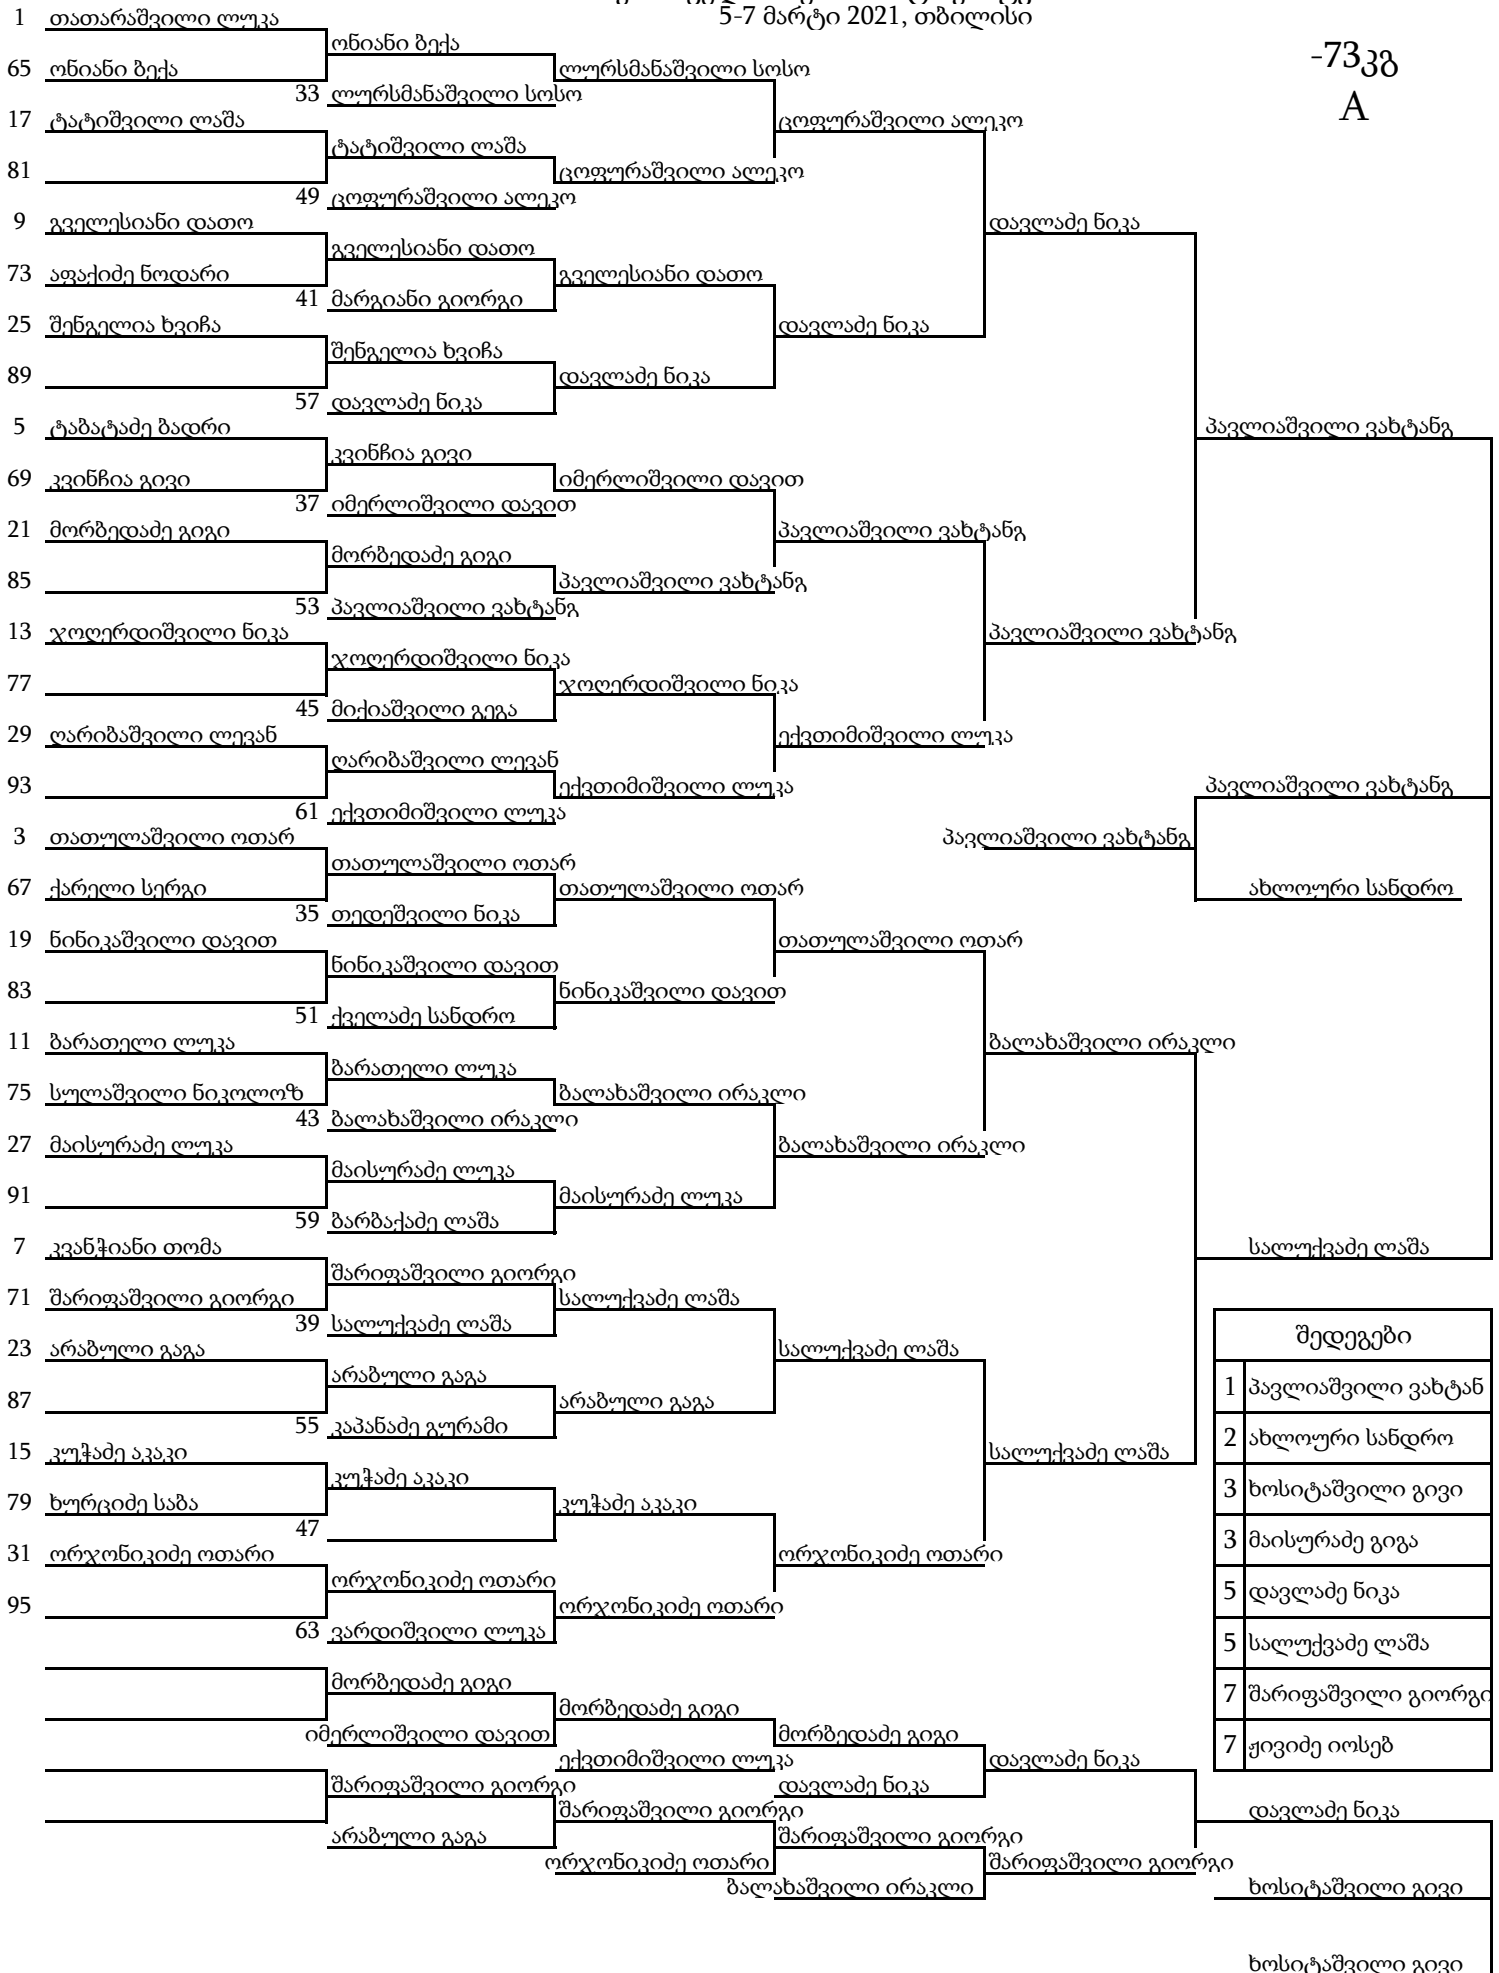 5-7 მარტი 2021, თბილისი
-73კგ
A
1 თათარაშვილი ლუკა
ონიანი ბექა
65 ონიანი ბექა
ლურსმანაშვილი სოსო
33 ლურსმანაშვილი სოსო
17 ტატიშვილი ლაშა
ცოფურაშვილი ალეკო
ტატიშვილი ლაშა
81
ცოფურაშვილი ალეკო
49 ცოფურაშვილი ალეკო
9 გველესიანი დათო
დავლაძე ნიკა
გველესიანი დათო
73 აფაქიძე ნოდარი
გველესიანი დათო
41 მარგიანი გიორგი
25 შენგელია ხვიჩა
დავლაძე ნიკა
შენგელია ხვიჩა
89
დავლაძე ნიკა
57 დავლაძე ნიკა
5 ტაბატაძე ბადრი
პავლიაშვილი ვახტანგ
კვინჩია გივი
69 კვინჩია გივი
იმერლიშვილი დავით
37 იმერლიშვილი დავით
21 მორბედაძე გიგი
პავლიაშვილი ვახტანგ
მორბედაძე გიგი
85
პავლიაშვილი ვახტანგ
53 პავლიაშვილი ვახტანგ
13 ჯოღერდიშვილი ნიკა
პავლიაშვილი ვახტანგ
ჯოღერდიშვილი ნიკა
77
ჯოღერდიშვილი ნიკა
45 მიქიაშვილი გეგა
29 ღარიბაშვილი ლევან
ექვთიმიშვილი ლუკა
ღარიბაშვილი ლევან
93
ექვთიმიშვილი ლუკა
პავლიაშვილი ვახტანგ
61 ექვთიმიშვილი ლუკა
3 თათულაშვილი ოთარ
პავლიაშვილი ვახტანგ
თათულაშვილი ოთარ
67 ქარელი სერგი
თათულაშვილი ოთარ
ახლოური სანდრო
35 თედეშვილი ნიკა
19 ნინიკაშვილი დავით
თათულაშვილი ოთარ
ნინიკაშვილი დავით
83
ნინიკაშვილი დავით
51 ქველაძე სანდრო
11 ბარათელი ლუკა
ბალახაშვილი ირაკლი
ბარათელი ლუკა
75 სულაშვილი ნიკოლოზ
ბალახაშვილი ირაკლი
43 ბალახაშვილი ირაკლი
27 მაისურაძე ლუკა
ბალახაშვილი ირაკლი
მაისურაძე ლუკა
91
მაისურაძე ლუკა
59 ბარბაქაძე ლაშა
7 კვანჭიანი თომა
სალუქვაძე ლაშა
შარიფაშვილი გიორგი
71 შარიფაშვილი გიორგი
სალუქვაძე ლაშა
39 სალუქვაძე ლაშა
23 არაბული გაგა
სალუქვაძე ლაშა
არაბული გაგა
87
არაბული გაგა
55 კაპანაძე გურამი
15 კუჭაძე აკაკი
სალუქვაძე ლაშა
კუჭაძე აკაკი
79 ხურციძე საბა
კუჭაძე აკაკი
47
31 ორჯონიკიძე ოთარი
ორჯონიკიძე ოთარი
ორჯონიკიძე ოთარი
95
ორჯონიკიძე ოთარი
63 ვარდიშვილი ლუკა
შედეგები
1 პავლიაშვილი ვახტან
2 ახლოური სანდრო
3 ხოსიტაშვილი გივი
3 მაისურაძე გიგა
5 დავლაძე ნიკა
5 სალუქვაძე ლაშა
7 შარიფაშვილი გიორგი
7 ჟივიძე იოსებ
მორბედაძე გიგი
მორბედაძე გიგი
იმერლიშვილი დავით
მორბედაძე გიგი
ექვთიმიშვილი ლუკა
დავლაძე ნიკა
შარიფაშვილი გიორგი
დავლაძე ნიკა
შარიფაშვილი გიორგი
დავლაძე ნიკა
არაბული გაგა
შარიფაშვილი გიორგი
ორჯონიკიძე ოთარი
შარიფაშვილი გიორგი
ბალახაშვილი ირაკლი
ხოსიტაშვილი გივი
ხოსიტაშვილი გივი